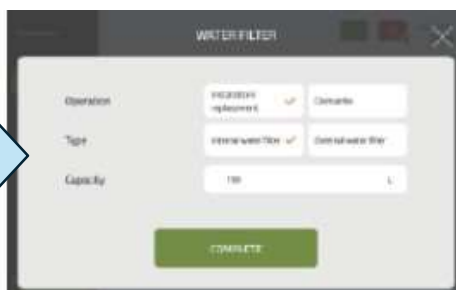 WATER FILTER
Operation
Installation/
replacement
Type
Internal water filter
External water filter
Capacity
L
COMPLETE